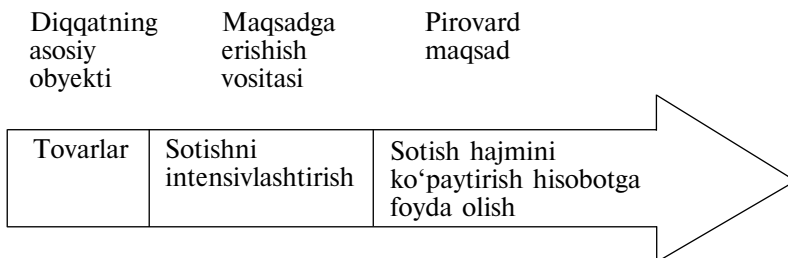 Diqqatning
asosiy
obyekti
Maqsadga
erishish
vositasi
Pirovard
maqsad
Tovarlar
Sotishni
intensivlashtirish
Sotish hajmini
ko‘paytirish hisobotga
foyda olish